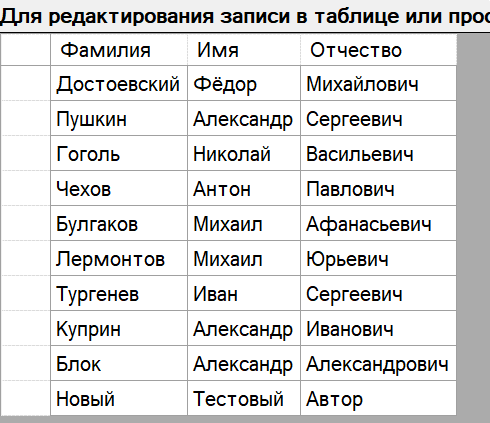 Для редактирования записи в таблице или
Фамилия Имя Отчество
Достоевский Фёдор Михайлович
Пушкин Александр Сергеевич
Гоголь Николай Васильевич
Чехов Антон Павлович
Булгаков Михаил Афанасьевич
Лермонтов Михаил Юрьевич
Тургенев Иван Сергеевич
Куприн Александр Иванович
Блок Александр Александрович
Новый Тестовый Автор